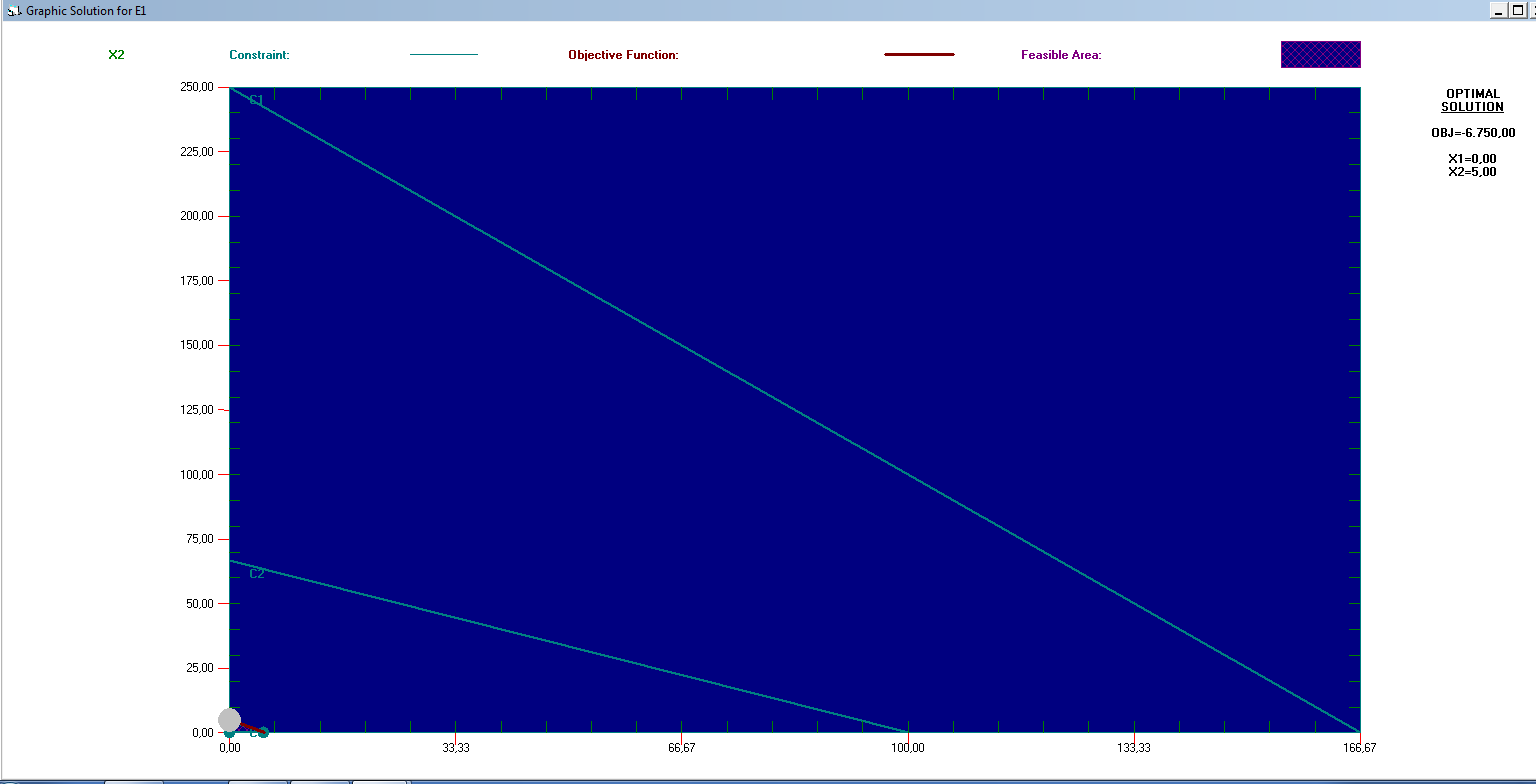 Graphic Solution for E1
X2 Constraint: Objective Function: Feasible Area:
250,00
C1
225,00
200,00
175,00
150,00
125,00
100,00
75,00
C2
50,00
25,00
0,00
0,00 33,33 66,67 100,00 133,33 166,67
OPTIMAL
SOLUTION
OBJ=-6.750,00
X1=0,00
X2=5,00